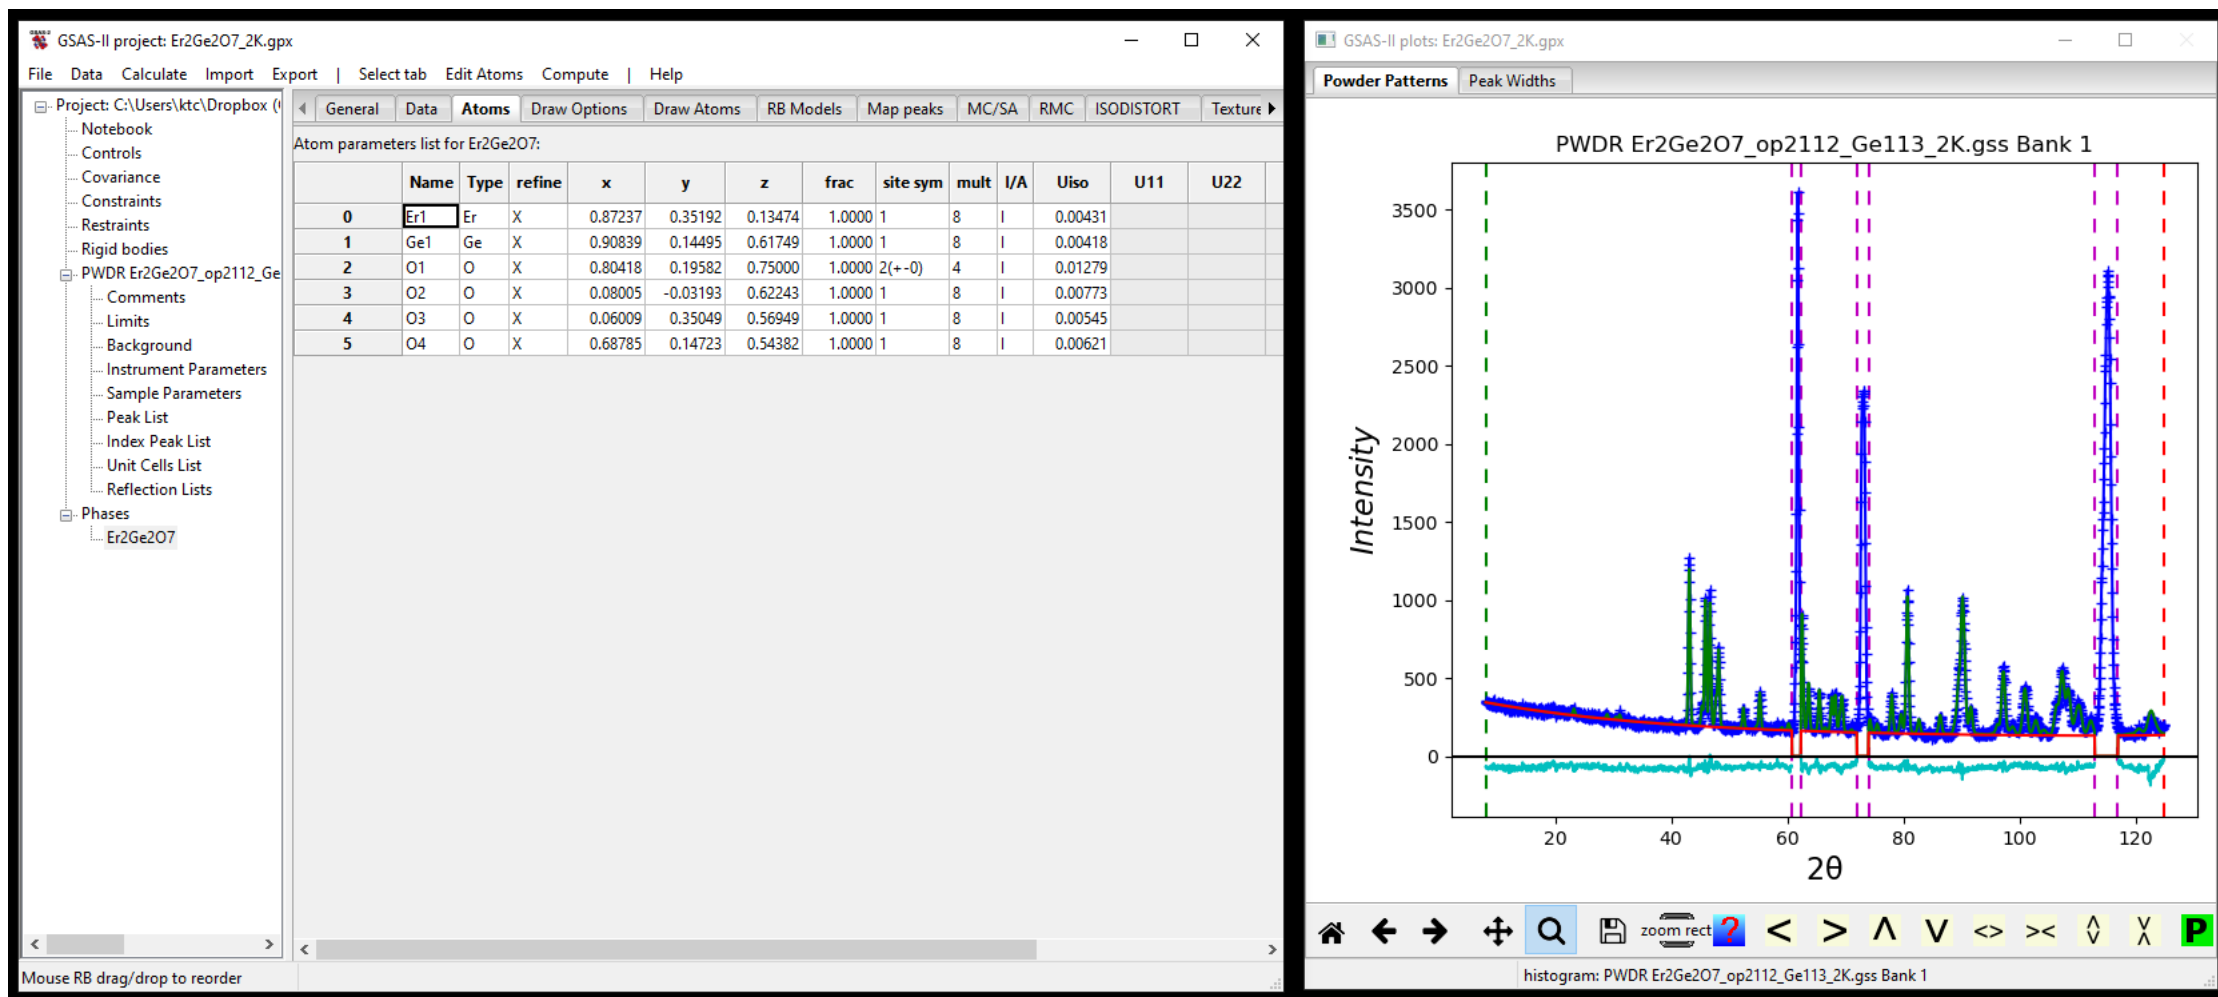 GSAS-II project: Er2Ge2O7_2K.gpx
File Data Calculate Import Export | Select tab Edit Atoms Compute | Help
Project: C:\Users\ktc\Dropbox (
Notebook
Controls
Covariance
Constraints
Restraints
Rigid bodies
PWDR Er2Ge2O7_op2112_Ge
Comments
Limits
Background
Instrument Parameters
Sample Parameters
Peak List
Index Peak List
Unit Cells List
Reflection Lists
Phases
Er2Ge2O7
General Data Atoms Draw Options Draw Atoms RB Models Map peaks MC/SA RMC ISODISTORT Texture
Atom parameters list for Er2Ge2O7:
Name Type refine x y z frac site sym mult I/A Uiso U11 U22
0 Er1 Er X 0.87237 0.35192 0.13474 1.0000 1 8 I 0.00431
1 Ge1 Ge X 0.90839 0.14495 0.61749 1.0000 1 8 I 0.00418
2 O1 O X 0.80418 0.19582 0.75000 1.0000 2(+-0) 4 I 0.01279
3 O2 O X 0.08005 -0.03193 0.62243 1.0000 1 8 I 0.00773
4 O3 O X 0.06009 0.35049 0.56949 1.0000 1 8 I 0.00545
5 O4 O X 0.68785 0.14723 0.54382 1.0000 1 8 I 0.00621
Mouse RB drag/drop to reorder
GSAS-II plots: Er2Ge2O7_2K.gpx
Powder Patterns Peak Widths
PWDR Er2Ge2O7_op2112_Ge113_2K.gss Bank 1
Intensity
3500
3000
2500
2000
1500
1000
500
0
20 40 60 80 100 120
2θ
zoom rect ? < > Λ V <> >< P
histogram: PWDR Er2Ge2O7_op2112_Ge113_2K.gss Bank 1